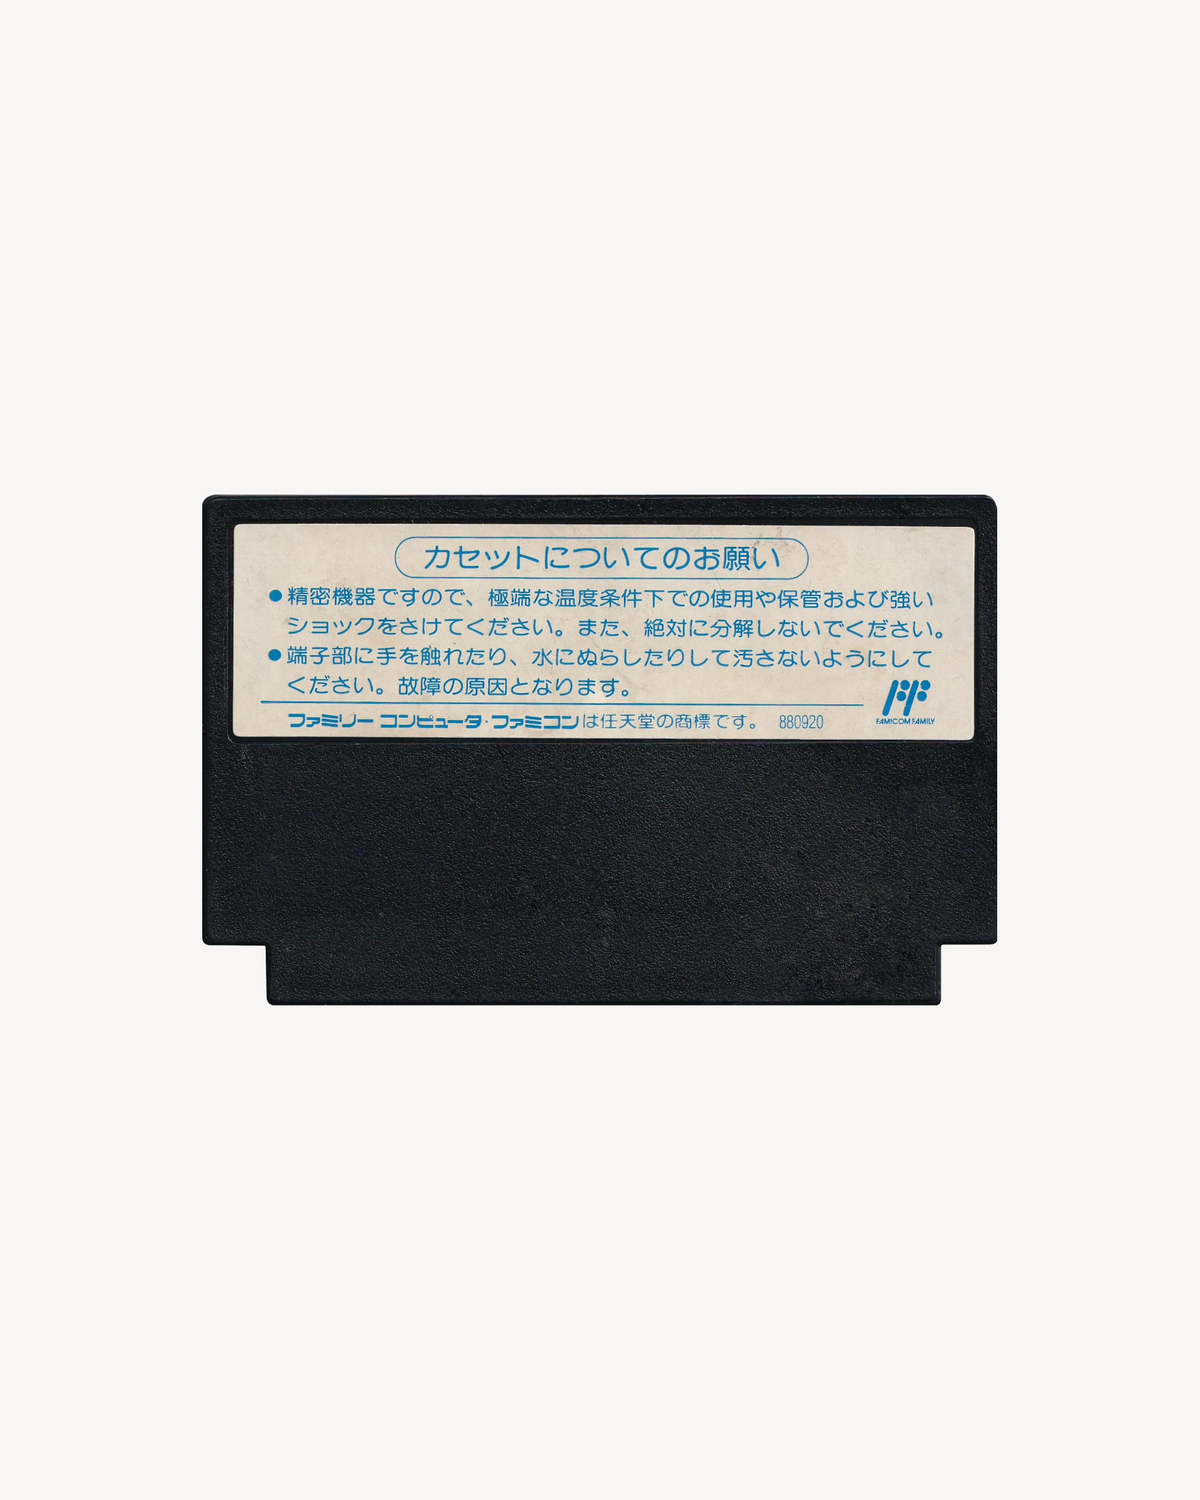 カセットについてのお願い
●精密機器ですので、極端な温度条件下での使用や保管および強い
ショックをさけてください。また、絶対に分解しないでください。
●端子部に手を触れたり、水にぬらしたりして汚さないようにして
ください。故障の原因となります。
ファミリー コンピュータ・ファミコンは任天堂の商標です。 880920
FAMICOM FAMILY